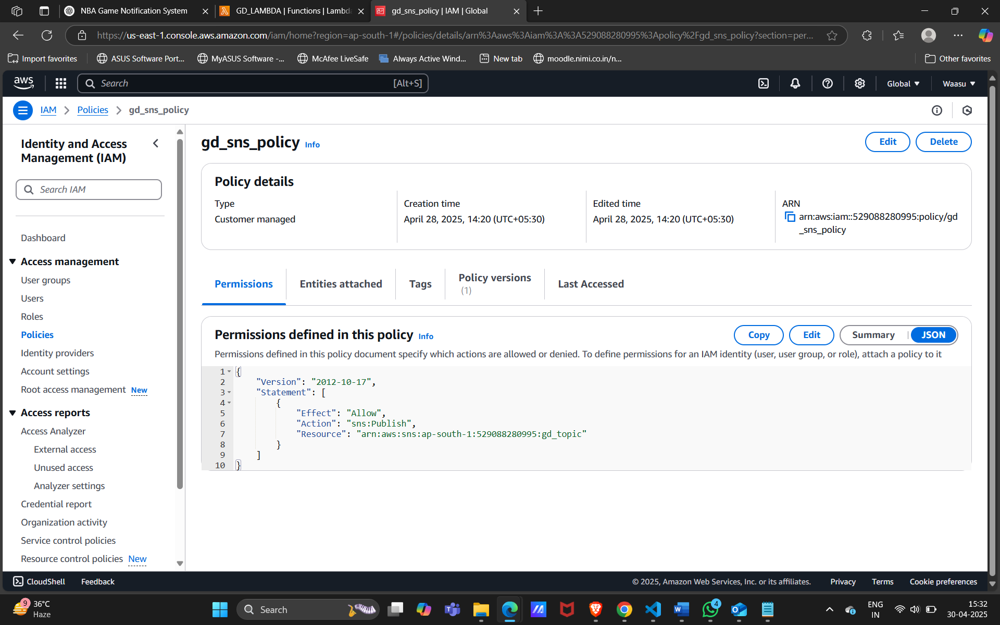 NBA Game Notification System
GD_LAMBDA | Functions | Lambda
gd_sns_policy | IAM | Global
https://us-east-1.console.aws.amazon.com/iam/home?region=ap-south-1#/policies/details/arn%3Aaws%3Aiam%3A%3A529088280995%3Apolicy%2Fgd_sns_policy?section=per...
Import favorites
ASUS Software Port...
MyASUS Software -...
McAfee LiveSafe
Always Active Wind...
New tab
moodle.nimi.co.in/n...
Other favorites
aws
Search
[Alt+S]
Global
Waasu
IAM
Policies
gd_sns_policy
Identity and Access
Management (IAM)
Search IAM
Dashboard
Access management
User groups
Users
Roles
Policies
Identity providers
Account settings
Root access management New
Access reports
Access Analyzer
External access
Unused access
Analyzer settings
Credential report
Organization activity
Service control policies
Resource control policies New
gd_sns_policy Info
Edit
Delete
Policy details
Type
Customer managed
Creation time
April 28, 2025, 14:20 (UTC+05:30)
Edited time
April 28, 2025, 14:20 (UTC+05:30)
ARN
arn:aws:iam::529088280995:policy/gd
_sns_policy
Permissions
Entities attached
Tags
Policy versions
(1)
Last Accessed
Permissions defined in this policy Info
Copy
Edit
Summary
JSON
Permissions defined in this policy document specify which actions are allowed or denied. To define permissions for an IAM identity (user, user group, or role), attach a policy to it
1 {
2 "Version": "2012-10-17",
3 "Statement": [
4 {
5 "Effect": "Allow",
6 "Action": "sns:Publish",
7 "Resource": "arn:aws:sns:ap-south-1:529088280995:gd_topic"
8 }
9 ]
10 }
CloudShell
Feedback
© 2025, Amazon Web Services, Inc. or its affiliates.
Privacy
Terms
Cookie preferences
9
36°C
Haze
Search
4
ENG
IN
15:32
30-04-2025